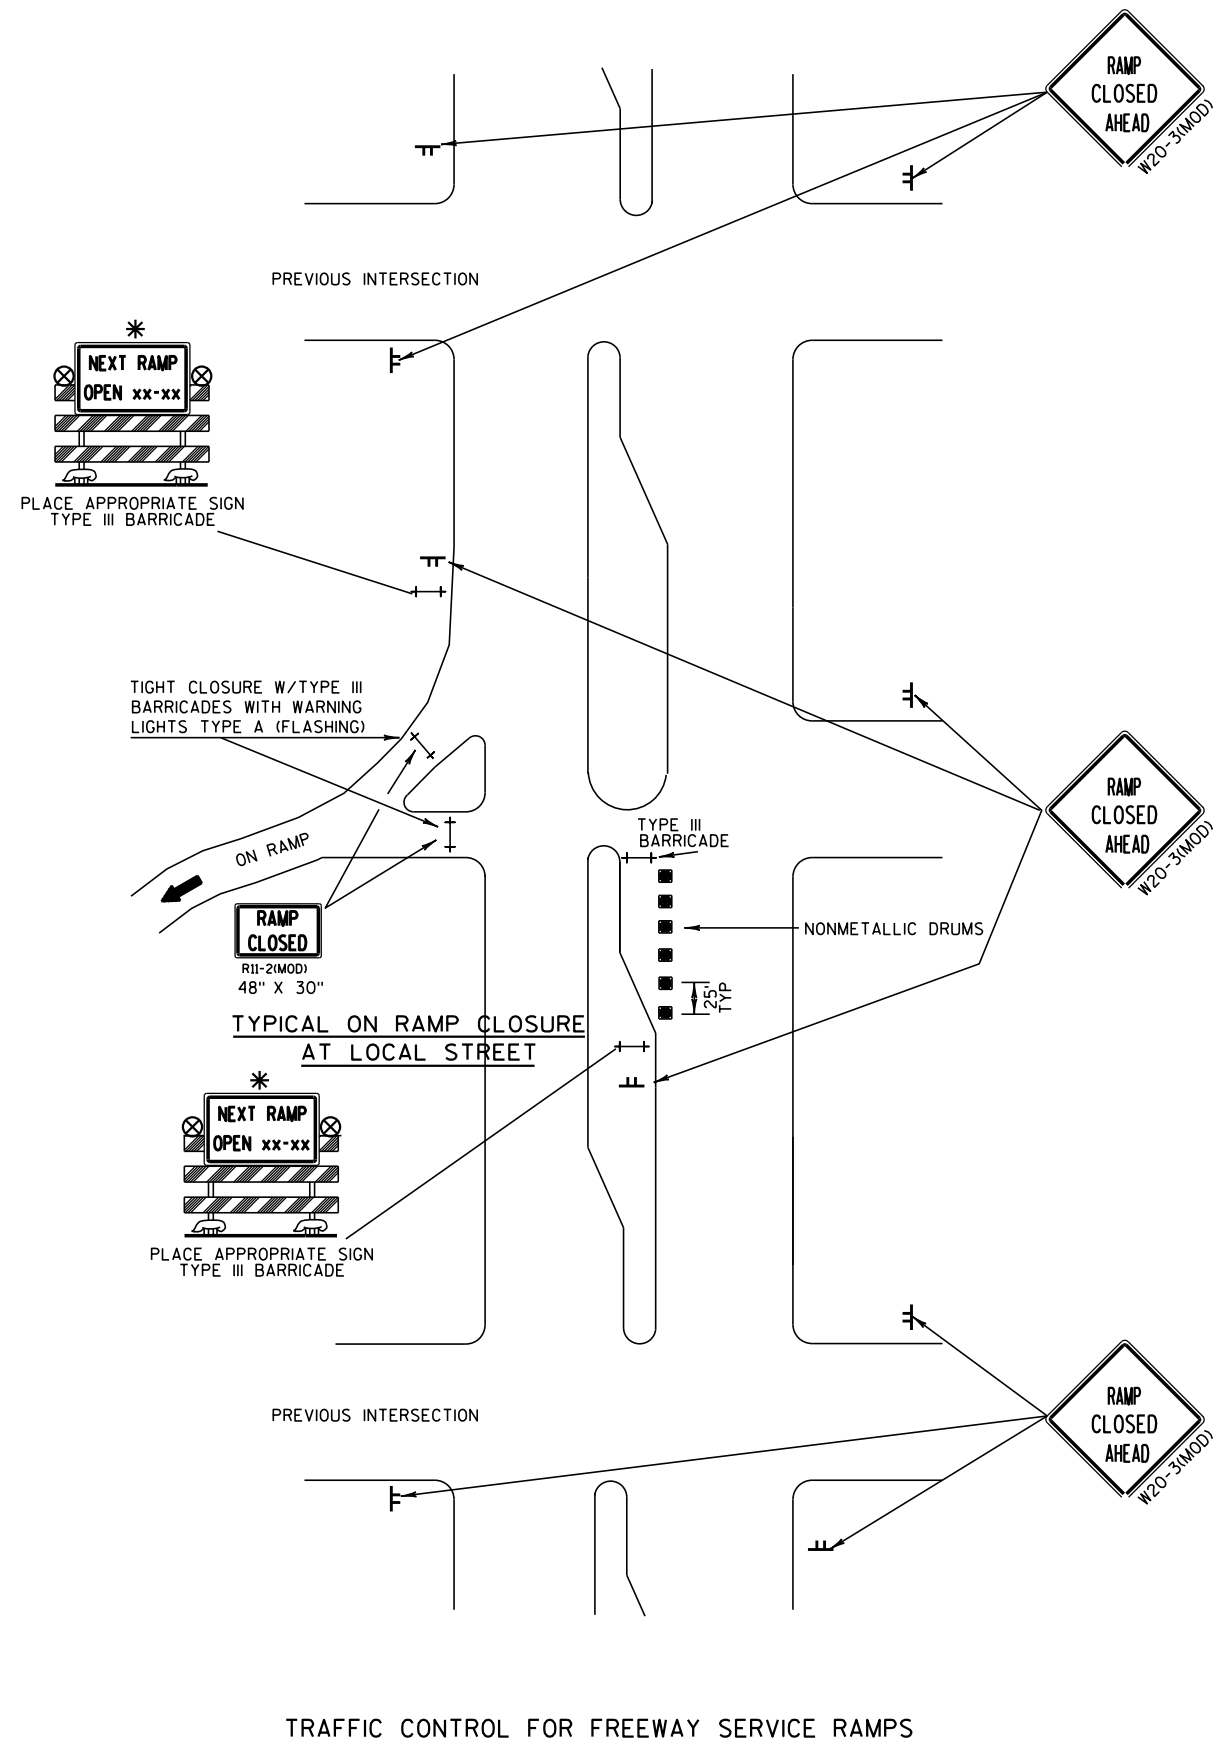 RAMP
CLOSED
AHEAD
W20-3(MOD)
PREVIOUS INTERSECTION
NEXT RAMP
OPEN xx-xx
PLACE APPROPRIATE SIGN
TYPE III BARRICADE
TIGHT CLOSURE W/TYPE III
BARRICADES WITH WARNING
LIGHTS TYPE A (FLASHING)
RAMP
CLOSED
AHEAD
W20-3(MOD)
TYPE III
BARRICADE
ON RAMP
RAMP
CLOSED
R11-2(MOD)
48" X 30"
NONMETALLIC DRUMS
25'
TYP
TYPICAL ON RAMP CLOSURE
AT LOCAL STREET
NEXT RAMP
OPEN xx-xx
PLACE APPROPRIATE SIGN
TYPE III BARRICADE
RAMP
CLOSED
AHEAD
W20-3(MOD)
PREVIOUS INTERSECTION
TRAFFIC CONTROL FOR FREEWAY SERVICE RAMPS